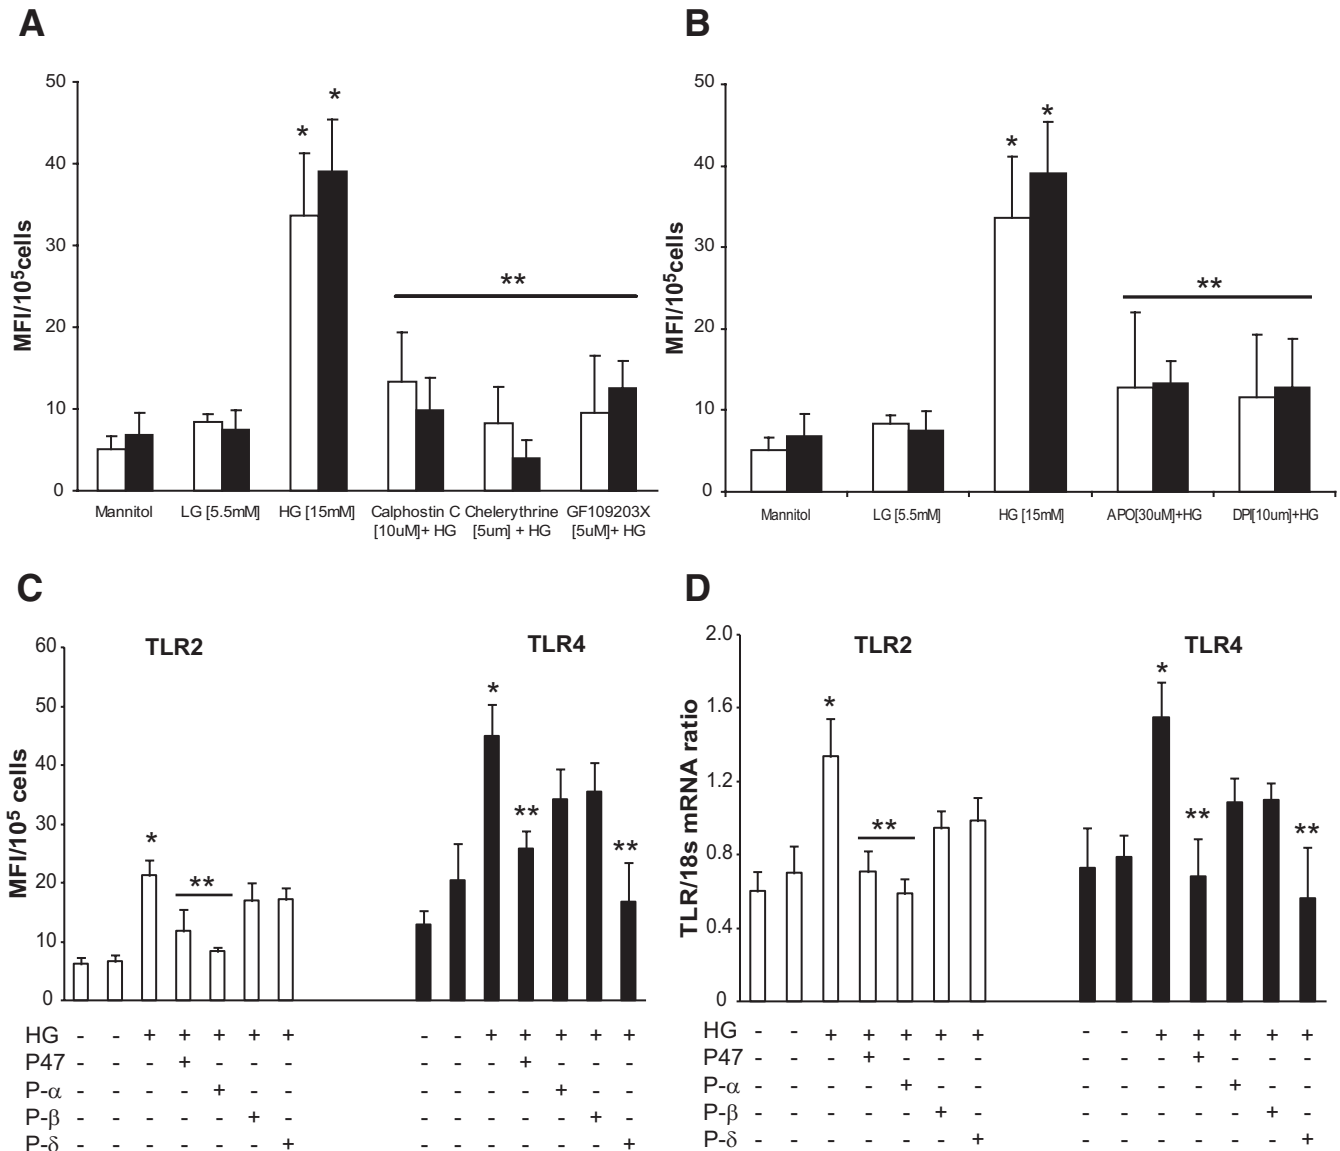 A
50
40
30
20
10
0
MFI/10⁵cells
* *
**
Mannitol LG [5.5mM] HG [15mM] Calphostin C Chelerythrine GF109203X
[10uM]+ HG [5um] + HG [5uM]+ HG
B
50
40
30
20
10
0
MFI/10⁵cells
* *
**
Mannitol LG [5.5mM] HG [15mM] APO[30uM]+HG DPI[10um]+HG
C
60
50
40
30
20
10
0
MFI/10⁵ cells
TLR2 TLR4
* ** * ** **
HG - - + + + + + - - + + + + +
P47 - - - + - - - - - - + - - -
P-α - - - - + - - - - - - + - -
P-β - - - - - + - - - - - - + -
P-δ - - - - - - + - - - - - - +
D
2.0
1.6
1.2
0.8
0.4
0
TLR/18s mRNA ratio
TLR2 TLR4
* ** * ** **
HG - - + + + + + - - + + + + +
P47 - - - + - - - - - - + - - -
P-α - - - - + - - - - - - + - -
P-β - - - - - + - - - - - - + -
P-δ - - - - - - + - - - - - - +